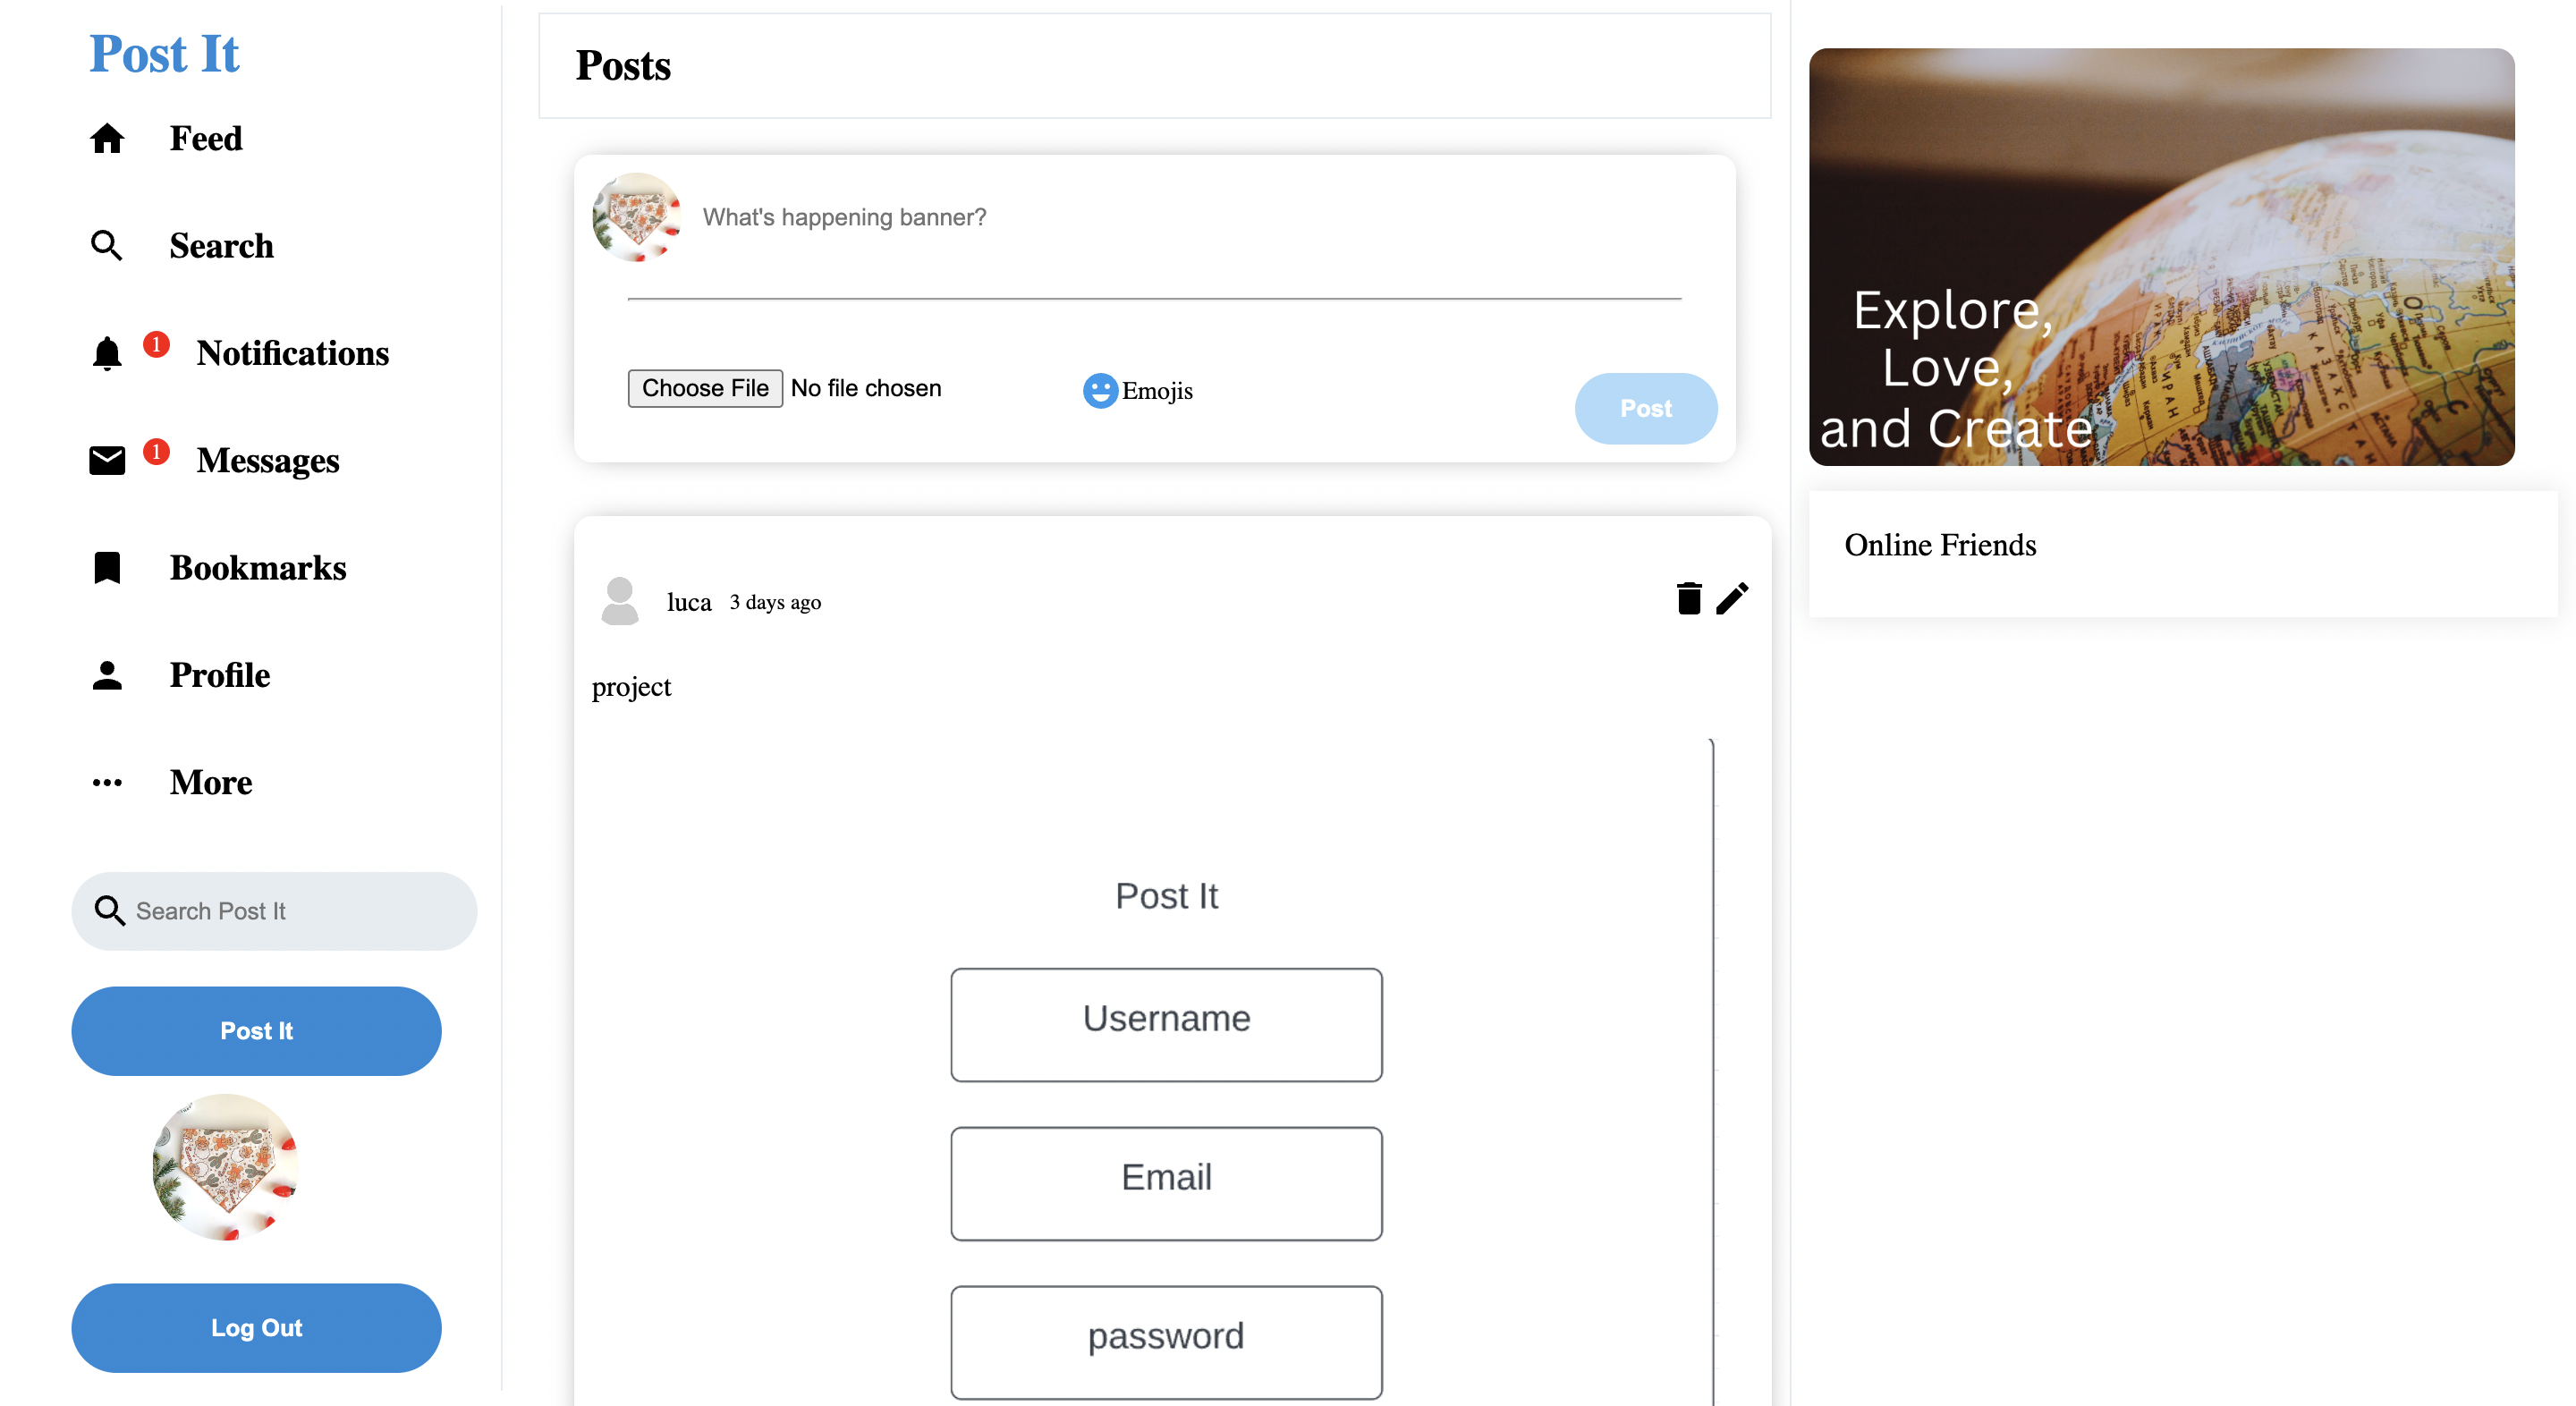 Post It
Feed
Search
1 Notifications
1 Messages
Bookmarks
Profile
More
Search Post It
Post It
Log Out
Posts
What's happening banner?
Choose File No file chosen
Emojis
Post
luca 3 days ago
project
Post It
Username
Email
password
Explore,
Love,
and Create
ИРАН
КАЗАХСТАН
Online Friends